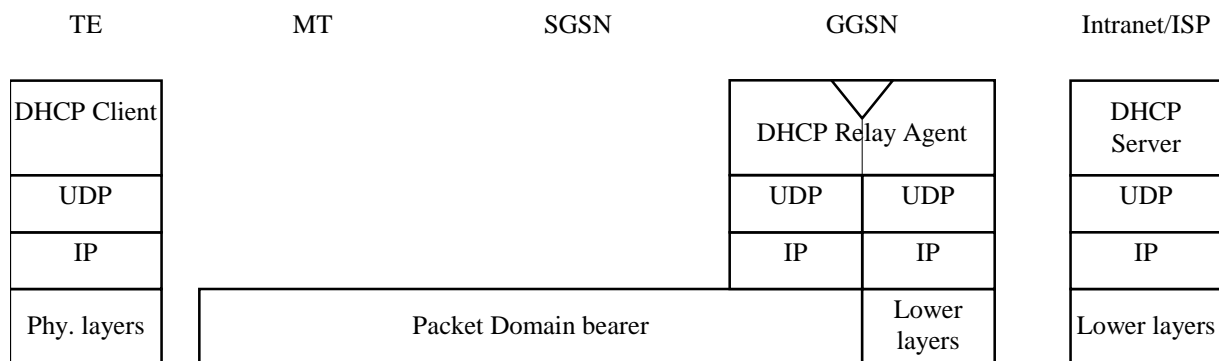 TE MT SGSN GGSN Intranet/ISP
DHCP Client
DHCP Relay Agent
DHCP
Server
UDP UDP UDP UDP
IP IP IP IP
Phy. layers Packet Domain bearer Lower
layers
Lower layers